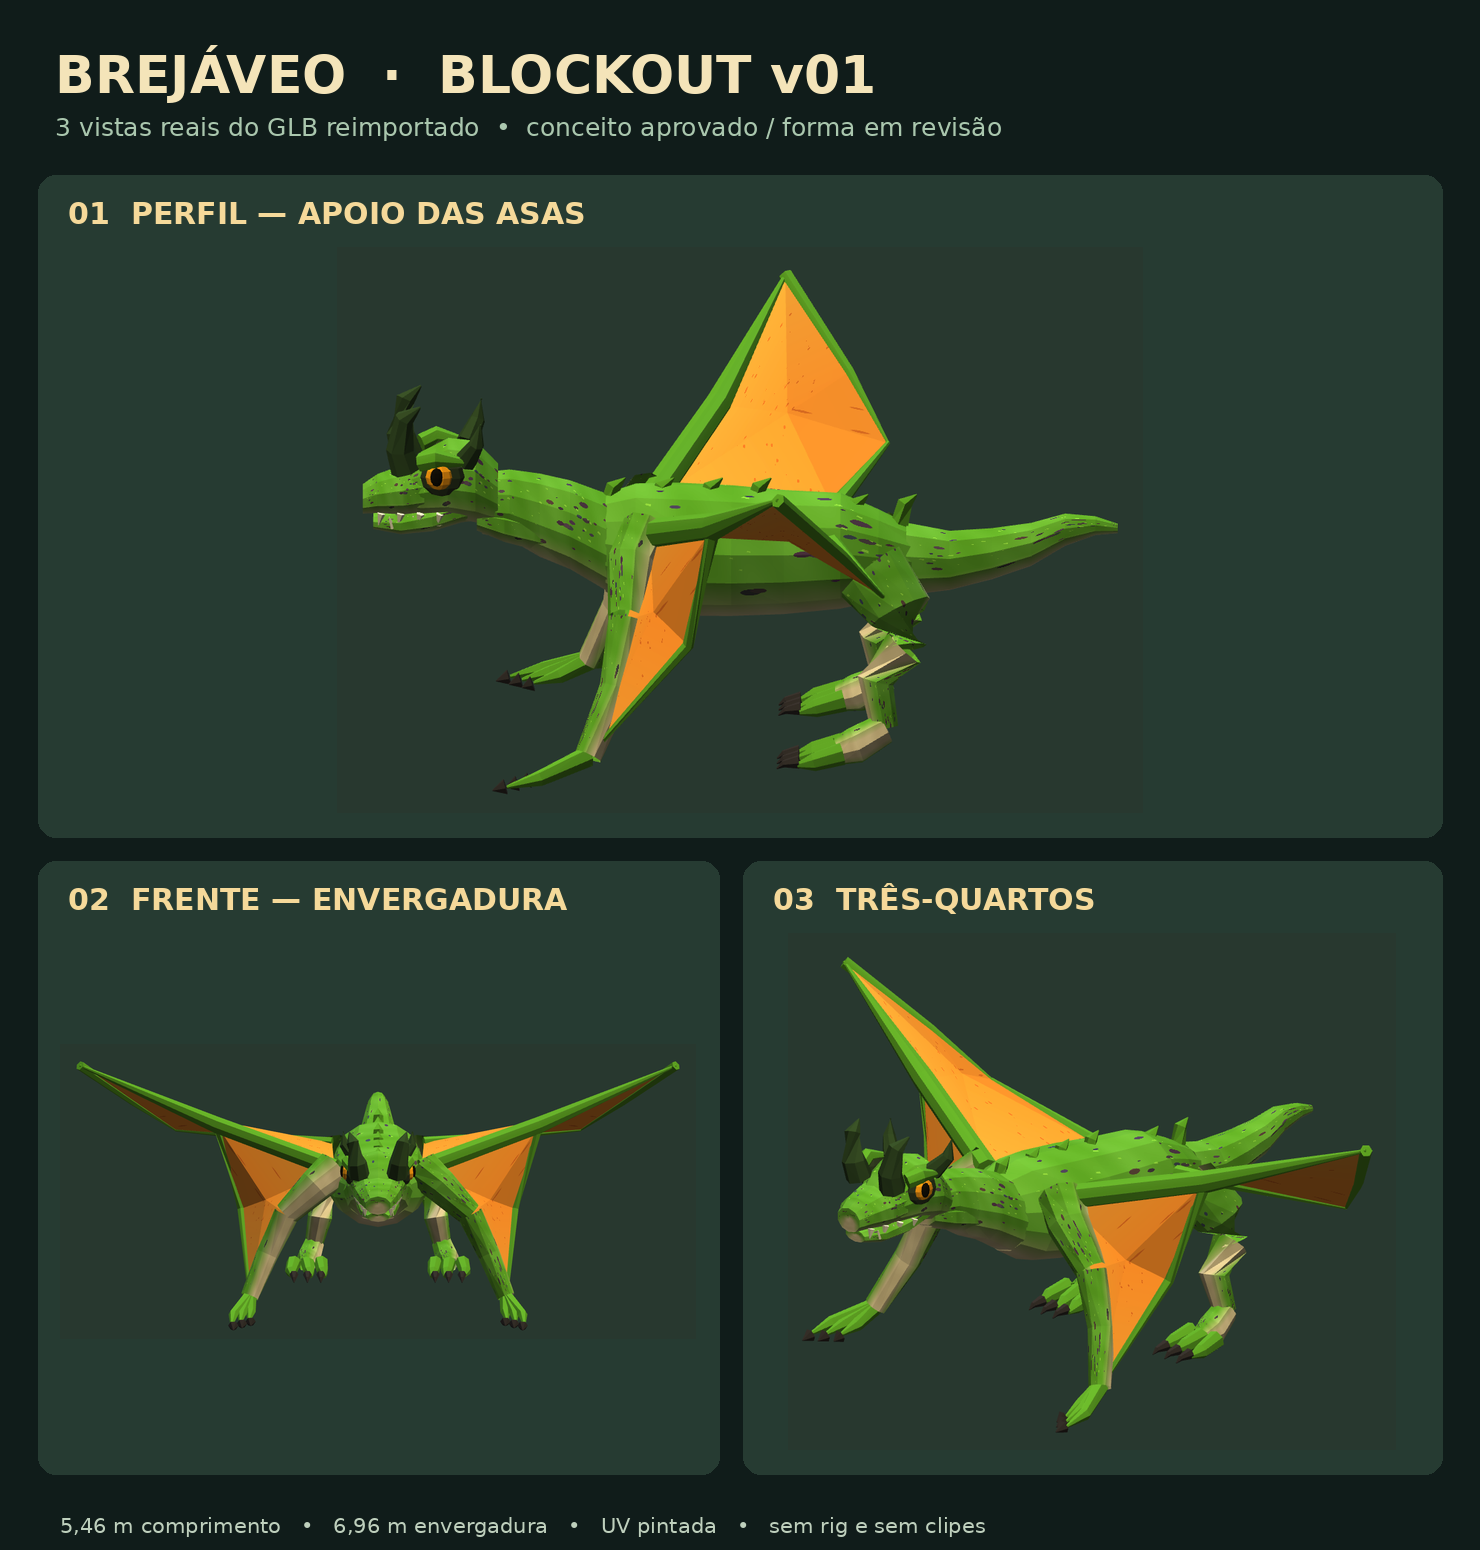 BREJÁVEO · BLOCKOUT v01
3 vistas reais do GLB reimportado • conceito aprovado / forma em revisão
01 PERFIL — APOIO DAS ASAS
02 FRENTE — ENVERGADURA
03 TRÊS-QUARTOS
5,46 m comprimento • 6,96 m envergadura • UV pintada • sem rig e sem clipes